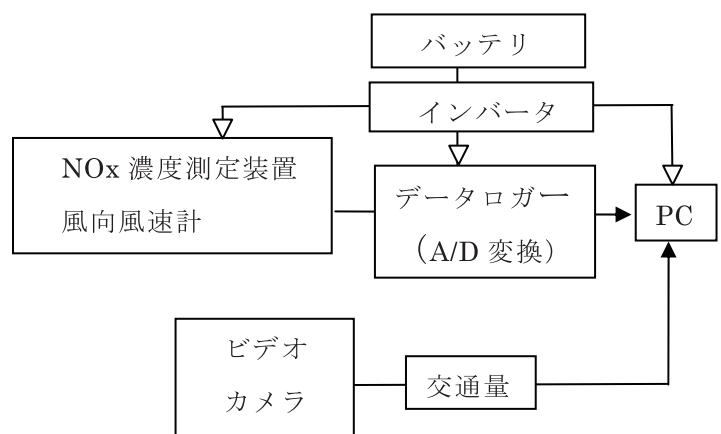 バッテリ
インバータ
NOx 濃度測定装置
風向風速計
データロガー
（A/D 変換）
PC
ビデオ
カメラ
交通量